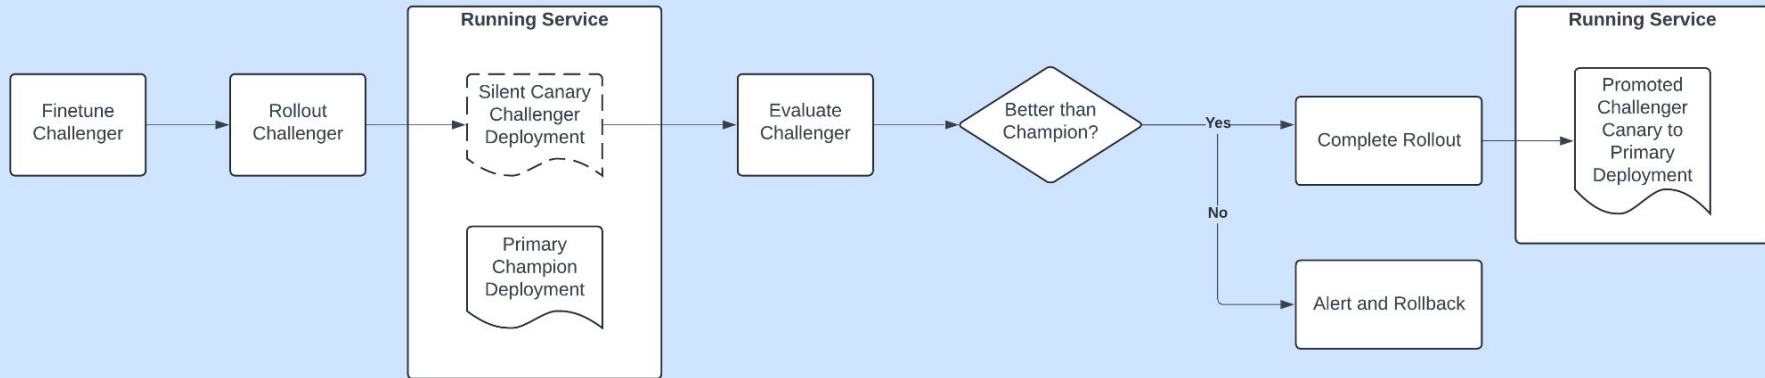 Finetune
Challenger
Rollout
Challenger
Running Service
Silent Canary
Challenger
Deployment
Primary
Champion
Deployment
Evaluate
Challenger
Better than
Champion?
Yes
No
Complete Rollout
Alert and Rollback
Running Service
Promoted
Challenger
Canary to
Primary
Deployment